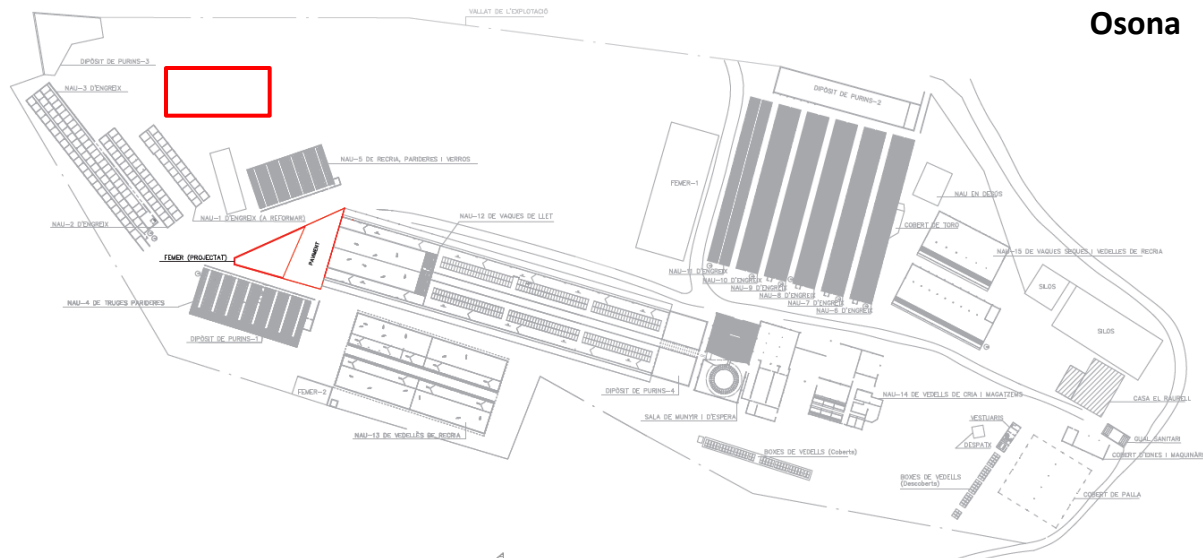 Osona
VALLAT DE L'EXPLOTACIÓ
DIPÒSIT DE PURINS-3
NAU-3 D'ENGREIX
DIPÒSIT DE PURINS-2
NAU-5 DE RECRIA, PARIDERES I VERROS
FEMER-1
NAU EN DESÚS
NAU-2 D'ENGREIX
NAU-1 D'ENGREIX (A REFORMAR)
NAU-12 DE VAQUES DE LLET
COBERT DE TORO
PAVIMENT
FEMER (PROJECTAT)
NAU-15 DE VAQUES SEQUES I VEDELLES DE RECRIA
NAU-11 D'ENGREIX
NAU-10 D'ENGREIX
NAU-9 D'ENGREIX
NAU-8 D'ENGREIX
NAU-7 D'ENGREIX
NAU-6 D'ENGREIX
SILOS
SILOS
NAU-4 DE TRUGES PARIDERES
DIPÒSIT DE PURINS-1
FEMER-2
DIPÒSIT DE PURINS-4
NAU-14 DE VEDELLS DE CRIA I MAGATZEMS
CASA EL RAURELL
SALA DE MUNYIR I D'ESPERA
VESTUARIS
NAU-13 DE VEDELLES DE RECRIA
DESPATX
GUAL SANITARI
BOXES DE VEDELLS (Coberts)
COBERT D'EINES I MAQUINÀRI
BOXES DE VEDELLS
(Descoberts)
COBERT DE PALLA